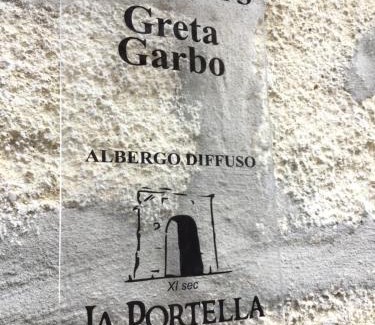 Greta
Garbo
ALBERGO DIFFUSO
XI sec
LA PORTELLA